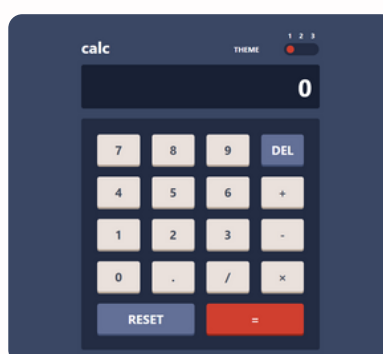 1 2 3
calc THEME
0
7 8 9 DEL
4 5 6 +
1 2 3 -
0 . / ×
RESET =